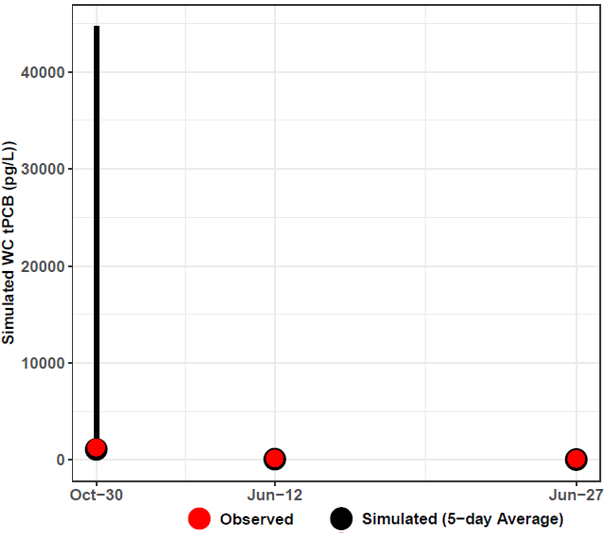 Simulated WC tPCB (pg/L))
40000
30000
20000
10000
0
Oct−30 Jun−12 Jun−27
Observed Simulated (5−day Average)